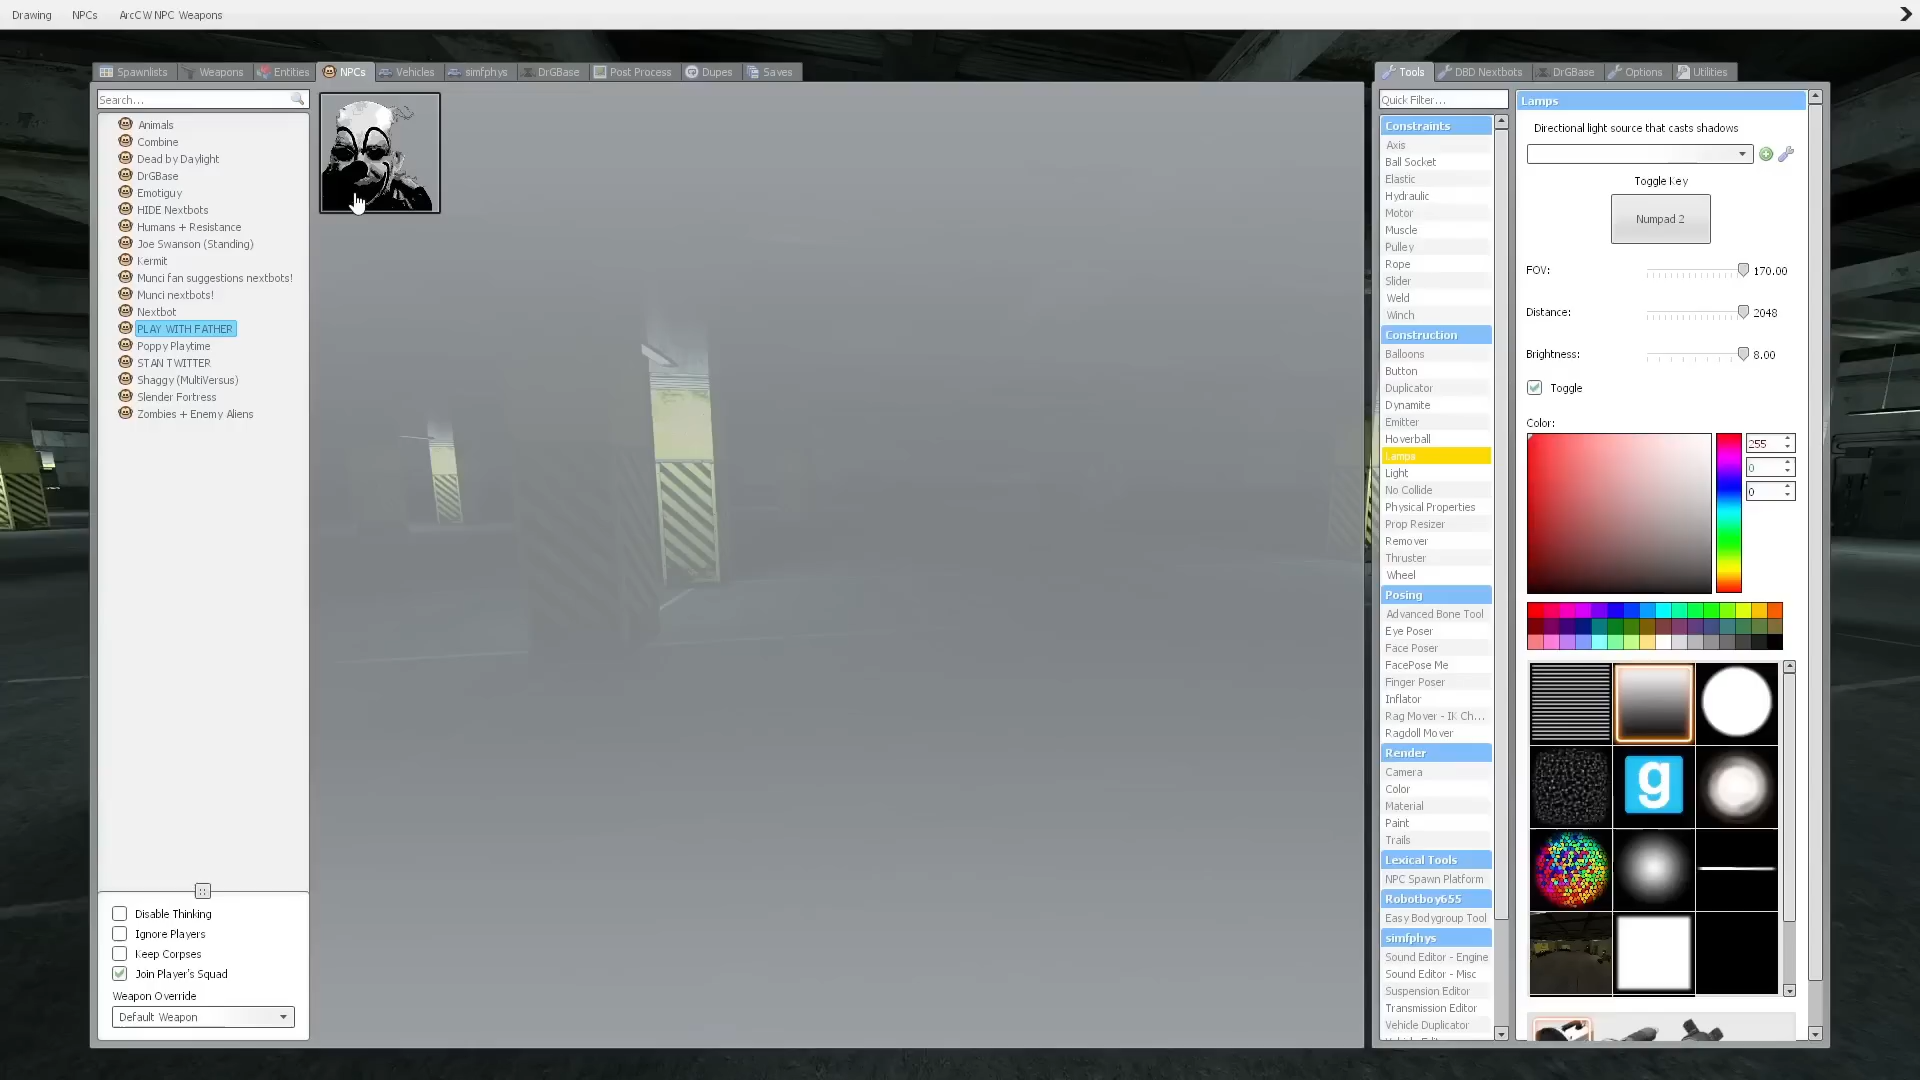 Drawing NPCs ArcCW NPC Weapons
Spawnlists Weapons Entities NPCs Vehicles simfphys DrGBase Post Process Dupes Saves
Search...
Animals
Combine
Dead by Daylight
DrGBase
Emotiguy
HIDE Nextbots
Humans + Resistance
Joe Swanson (Standing)
Kermit
Munci fan suggestions nextbots!
Munci nextbots!
Nextbot
PLAY WITH FATHER
Poppy Playtime
STAN TWITTER
Shaggy (MultiVersus)
Slender Fortress
Zombies + Enemy Aliens
Disable Thinking
Ignore Players
Keep Corpses
Join Player's Squad
Weapon Override
Default Weapon
Tools DBD Nextbots DrGBase Options Utilities
Quick Filter...
Constraints
Axis
Ball Socket
Elastic
Hydraulic
Motor
Muscle
Pulley
Rope
Slider
Weld
Winch
Construction
Balloons
Button
Duplicator
Dynamite
Emitter
Hoverball
Lamps
Light
No Collide
Physical Properties
Prop Resizer
Remover
Thruster
Wheel
Posing
Advanced Bone Tool
Eye Poser
Face Poser
FacePose Me
Finger Poser
Inflator
Rag Mover - IK Ch...
Ragdoll Mover
Render
Camera
Color
Material
Paint
Trails
Lexical Tools
NPC Spawn Platform
Robotboy655
Easy Bodygroup Tool
simfphys
Sound Editor - Engine
Sound Editor - Misc
Suspension Editor
Transmission Editor
Vehicle Duplicator
Lamps
Directional light source that casts shadows
Toggle Key
Numpad 2
FOV: 170.00
Distance: 2048
Brightness: 8.00
Toggle
Color:
255
0
0
g